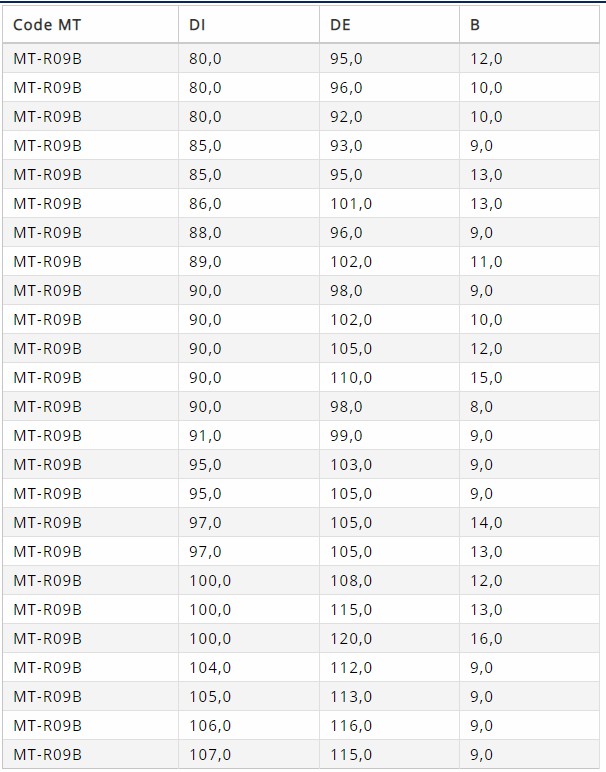 Code MT DI DE B
MT-R09B 80,0 95,0 12,0
MT-R09B 80,0 96,0 10,0
MT-R09B 80,0 92,0 10,0
MT-R09B 85,0 93,0 9,0
MT-R09B 85,0 95,0 13,0
MT-R09B 86,0 101,0 13,0
MT-R09B 88,0 96,0 9,0
MT-R09B 89,0 102,0 11,0
MT-R09B 90,0 98,0 9,0
MT-R09B 90,0 102,0 10,0
MT-R09B 90,0 105,0 12,0
MT-R09B 90,0 110,0 15,0
MT-R09B 90,0 98,0 8,0
MT-R09B 91,0 99,0 9,0
MT-R09B 95,0 103,0 9,0
MT-R09B 95,0 105,0 9,0
MT-R09B 97,0 105,0 14,0
MT-R09B 97,0 105,0 13,0
MT-R09B 100,0 108,0 12,0
MT-R09B 100,0 115,0 13,0
MT-R09B 100,0 120,0 16,0
MT-R09B 104,0 112,0 9,0
MT-R09B 105,0 113,0 9,0
MT-R09B 106,0 116,0 9,0
MT-R09B 107,0 115,0 9,0